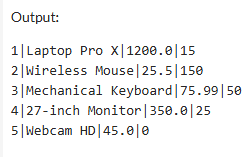 Output:
1|Laptop Pro X|1200.0|15
2|Wireless Mouse|25.5|150
3|Mechanical Keyboard|75.99|50
4|27-inch Monitor|350.0|25
5|Webcam HD|45.0|0